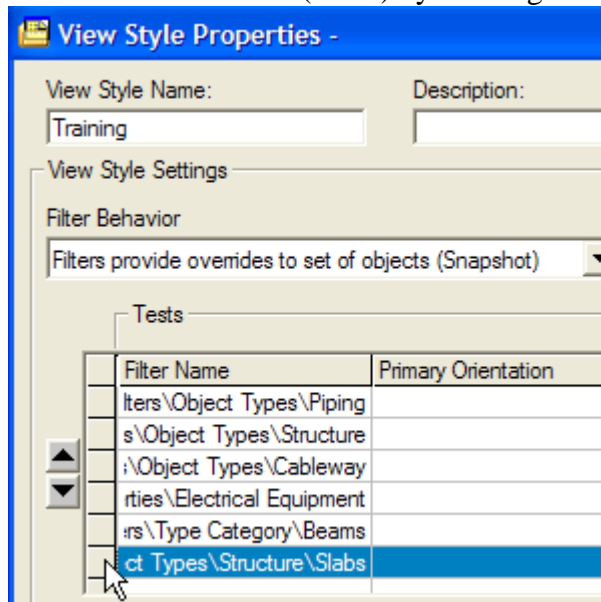 View Style Properties -
View Style Name: Description:
Training
View Style Settings
Filter Behavior
Filters provide overrides to set of objects (Snapshot)
Tests
Filter Name Primary Orientation
lters\Object Types\Piping
s\Object Types\Structure
\Object Types\Cableway
rties\Electrical Equipment
rs\Type Category\Beams
ct Types\Structure\Slabs